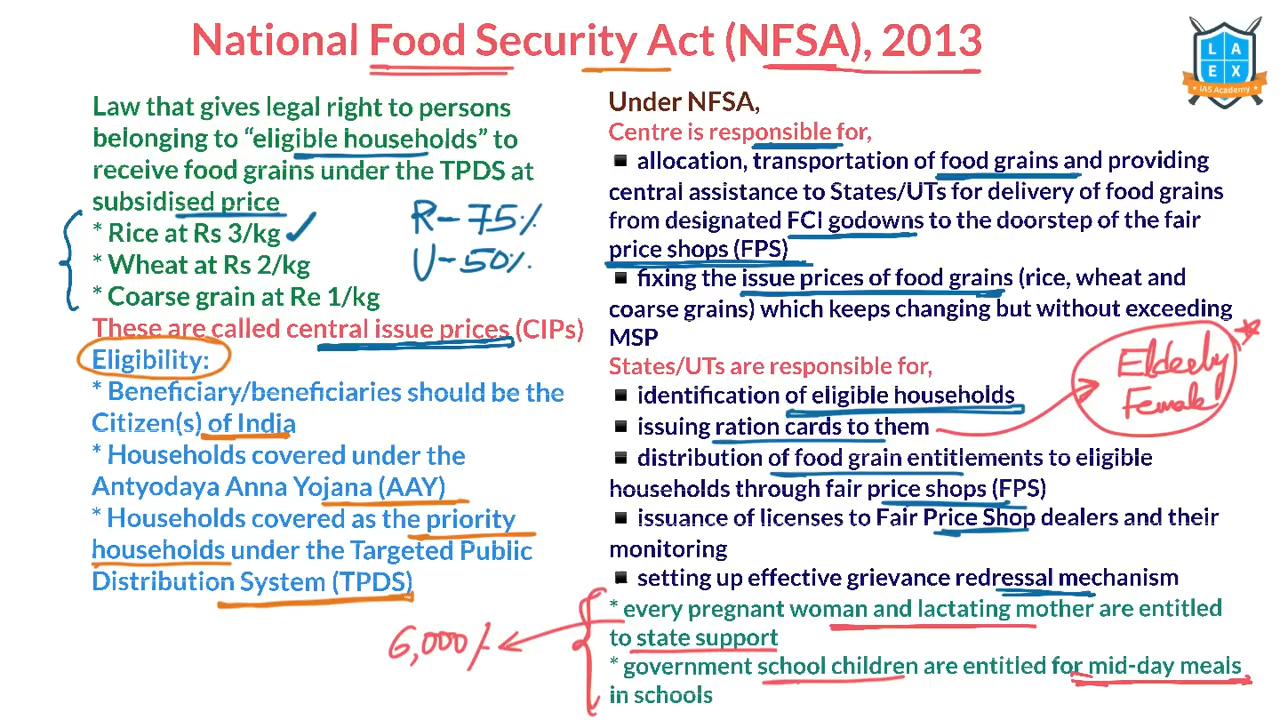 National Food Security Act (NFSA), 2013
L A
E X
IAS Academy
Law that gives legal right to persons
belonging to “eligible households” to
receive food grains under the TPDS at
subsidised price
* Rice at Rs 3/kg
* Wheat at Rs 2/kg
* Coarse grain at Re 1/kg
R - 75%
U - 50%
These are called central issue prices (CIPs)
Eligibility:
* Beneficiary/beneficiaries should be the
Citizen(s) of India
* Households covered under the
Antyodaya Anna Yojana (AAY)
* Households covered as the priority
households under the Targeted Public
Distribution System (TPDS)
Under NFSA,
Centre is responsible for,
▪ allocation, transportation of food grains and providing
central assistance to States/UTs for delivery of food grains
from designated FCI godowns to the doorstep of the fair
price shops (FPS)
▪ fixing the issue prices of food grains (rice, wheat and
coarse grains) which keeps changing but without exceeding
MSP
States/UTs are responsible for,
▪ identification of eligible households
▪ issuing ration cards to them
Elderly
Female
▪ distribution of food grain entitlements to eligible
households through fair price shops (FPS)
▪ issuance of licenses to Fair Price Shop dealers and their
monitoring
▪ setting up effective grievance redressal mechanism
* every pregnant woman and lactating mother are entitled
to state support
6,000/-
* government school children are entitled for mid-day meals
in schools